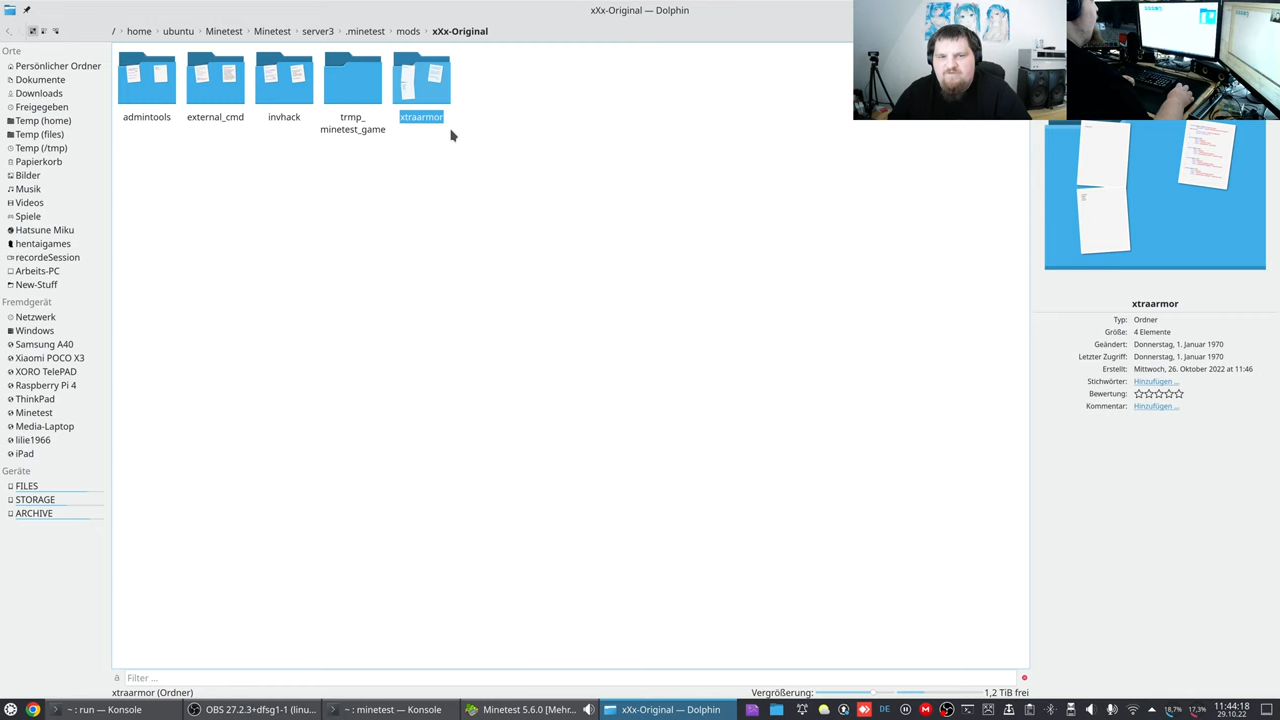 xXx-Original — Dolphin
/ home ubuntu Minetest Minetest server3 .minetest mods xXx-Original
Orte
Persönlicher Ordner
Dokumente
Downloads
Freigegeben
Temp (home)
Temp (files)
Temp (/tmp)
Papierkorb
Bilder
Musik
Videos
Spiele
Hatsune Miku
hentaigames
recordeSession
Arbeits-PC
New-Stuff
Fremdgerät
Netzwerk
Windows
Samsung A40
Xiaomi POCO X3
XORO TelePAD
Raspberry Pi 4
ThinkPad
Minetest
Media-Laptop
lilie1966
iPad
Geräte
FILES
STORAGE
ARCHIVE
admintools external_cmd invhack trmp_ xtraarmor
minetest_game
xtraarmor
Typ: Ordner
Größe: 4 Elemente
Geändert: Donnerstag, 1. Januar 1970
Letzter Zugriff: Donnerstag, 1. Januar 1970
Erstellt: Mittwoch, 26. Oktober 2022 at 11:46
Stichwörter: Hinzufügen ...
Bewertung:
Kommentar: Hinzufügen ...
Filter ...
xtraarmor (Ordner) Vergrößerung: 1,2 TiB frei
~ : run — Konsole OBS 27.2.3+dfsg1-1 (linu... ~ : minetest — Konsole Minetest 5.6.0 [Mehr... xXx-Original — Dolphin DE 18,7% 17,3% 11:44:18
29.10.22